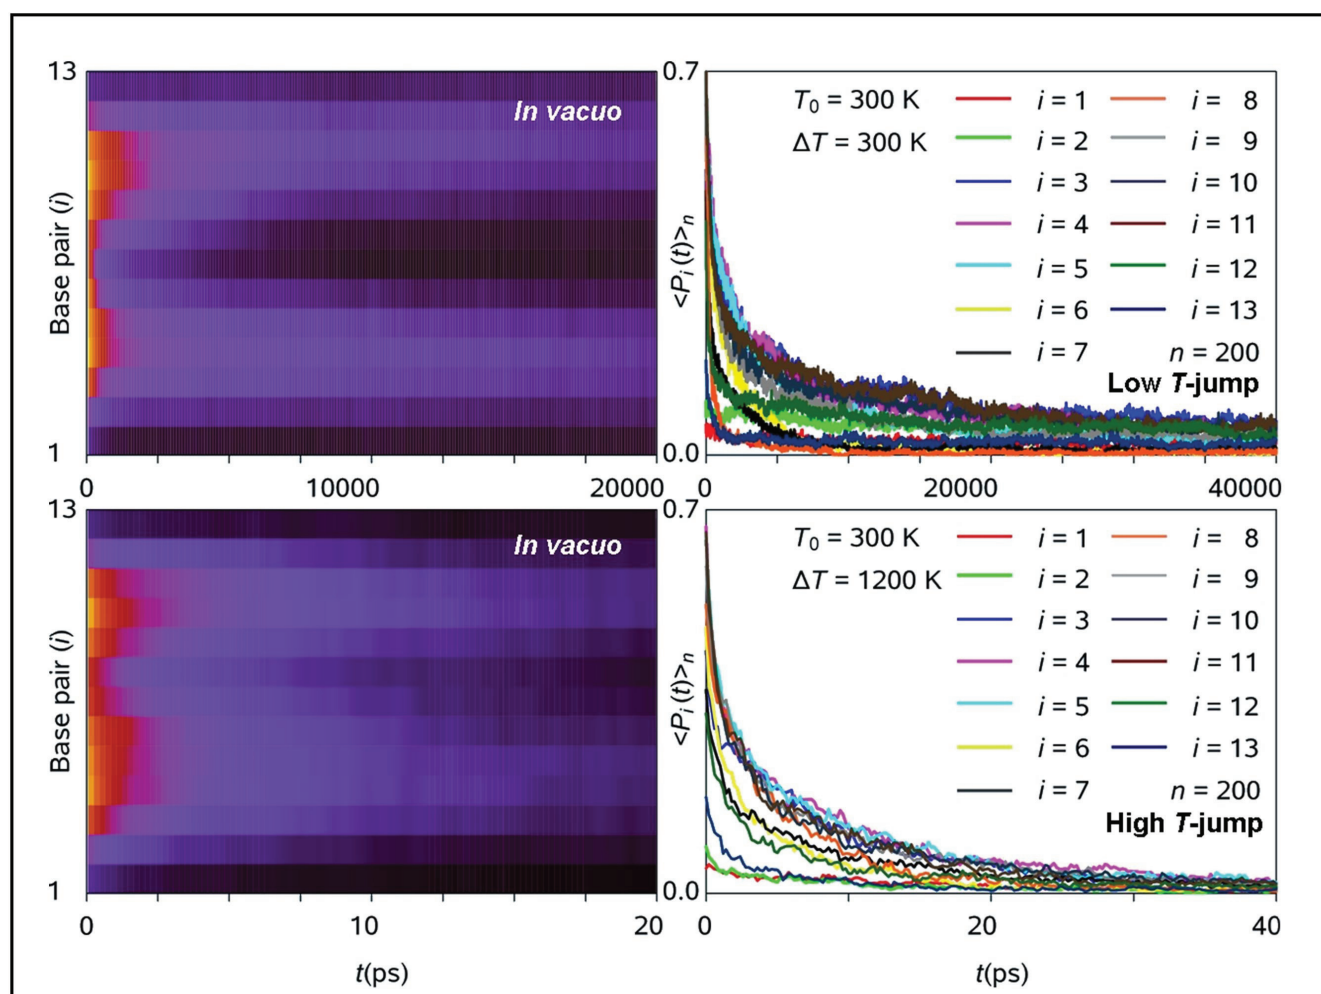 13
In vacuo
Base pair (i)
1
0
10000
20000
0.7
T0 = 300 K
ΔT = 300 K
i = 1
i = 8
i = 2
i = 9
i = 3
i = 10
i = 4
i = 11
i = 5
i = 12
i = 6
i = 13
i = 7
n = 200
Low T-jump
<Pi (t)>n
0.0
0
20000
40000
13
In vacuo
Base pair (i)
1
0
10
20
t(ps)
0.7
T0 = 300 K
ΔT = 1200 K
i = 1
i = 8
i = 2
i = 9
i = 3
i = 10
i = 4
i = 11
i = 5
i = 12
i = 6
i = 13
i = 7
n = 200
High T-jump
<Pi (t)>n
0.0
0
20
40
t(ps)